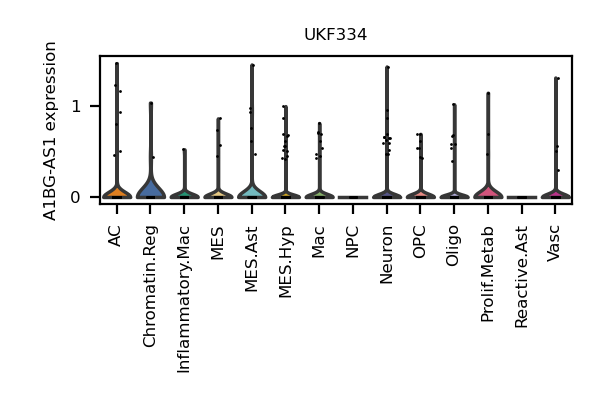 UKF334
A1BG-AS1 expression
1
0
AC
Chromatin.Reg
Inflammatory.Mac
MES
MES.Ast
MES.Hyp
Mac
NPC
Neuron
OPC
Oligo
Prolif.Metab
Reactive.Ast
Vasc